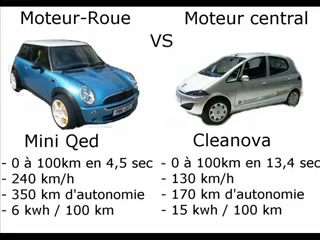 Moteur-Roue
Moteur central
VS
Mini Qed
- 0 à 100km en 4,5 sec
- 240 km/h
- 350 km d'autonomie
- 6 kwh / 100 km
Cleanova
- 0 à 100km en 13,4 sec
- 130 km/h
- 170 km d'autonomie
- 15 kwh / 100 km